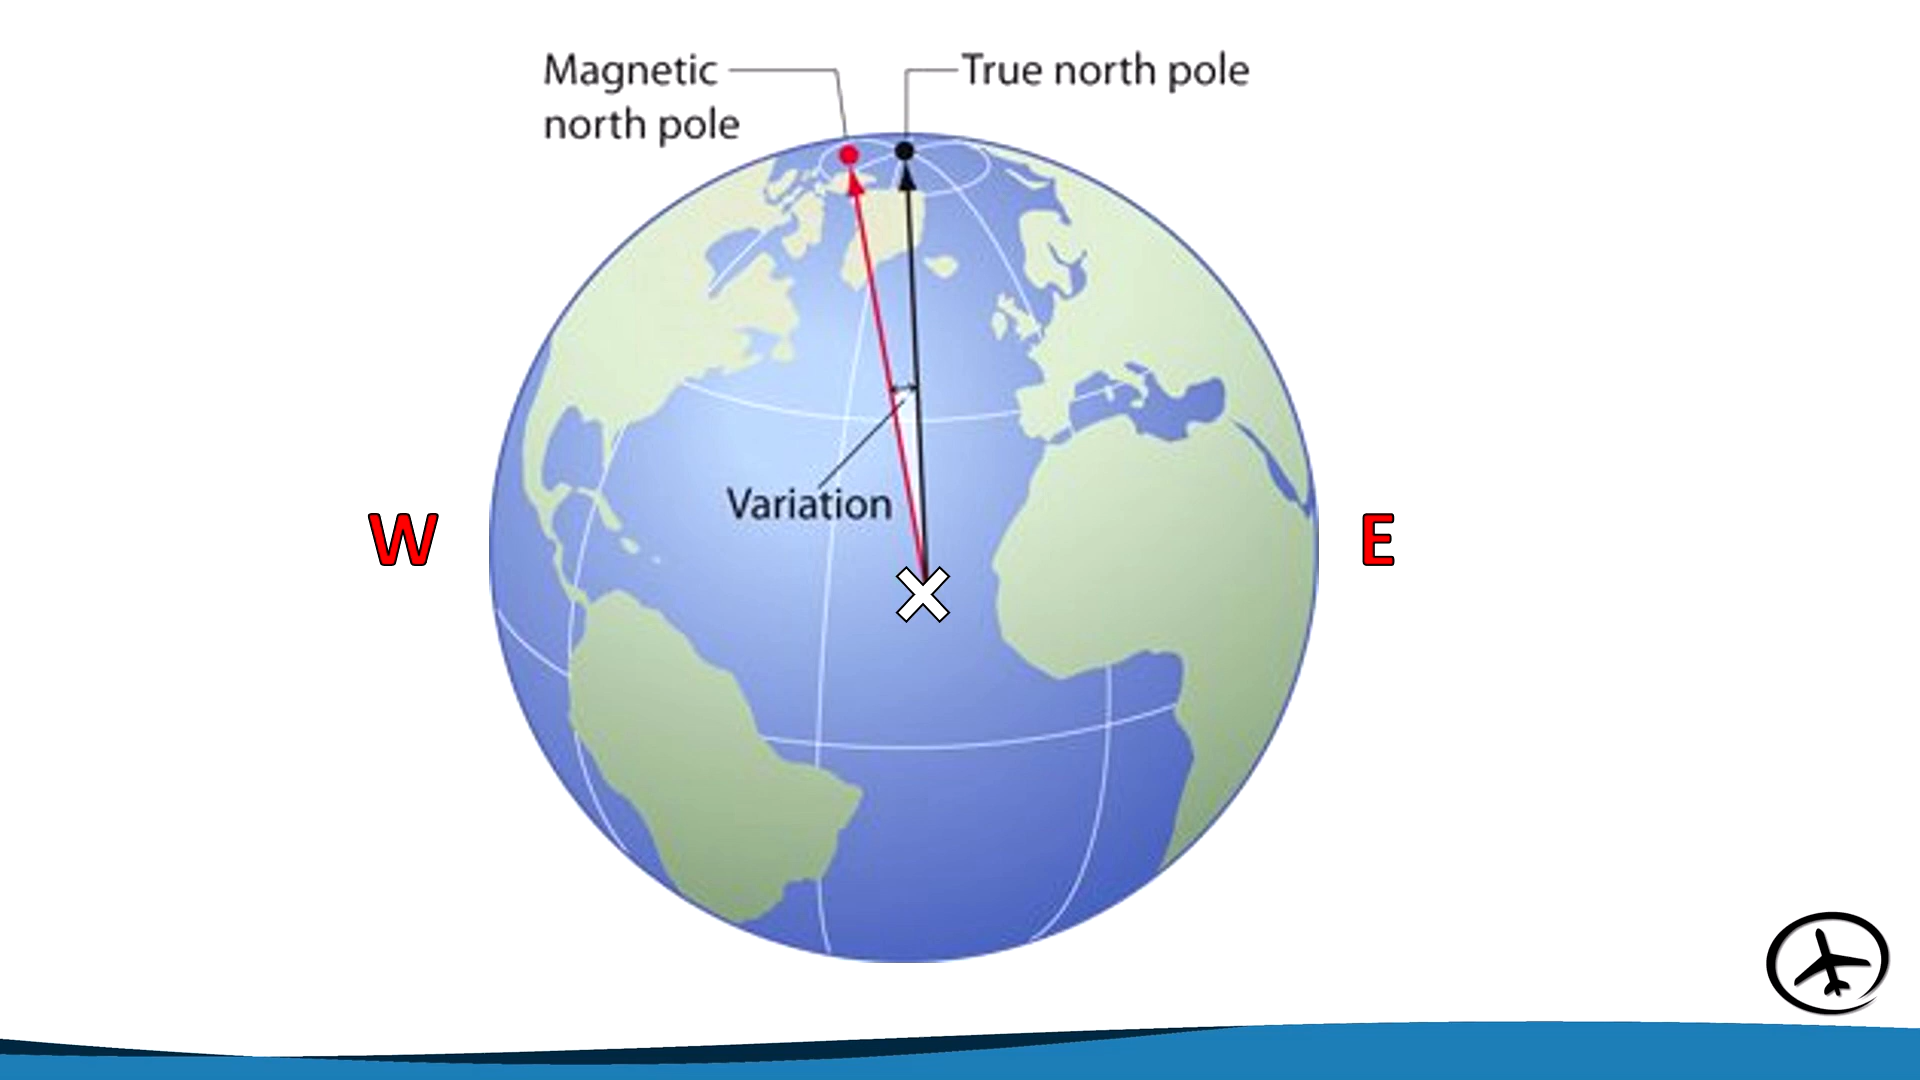 Magnetic
north pole
True north pole
Variation
W
E